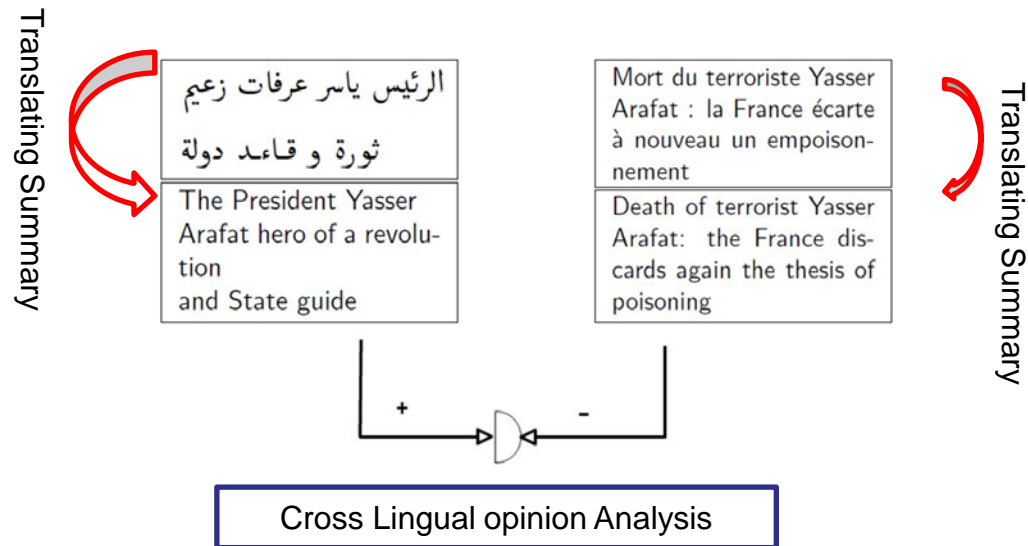 Translating Summary
الرئيس ياسر عرفات زعيم
ثورة و قاءد دولة
The President Yasser
Arafat hero of a revolu-
tion
and State guide
Mort du terroriste Yasser
Arafat : la France écarte
à nouveau un empoison-
nement
Death of terrorist Yasser
Arafat: the France dis-
cards again the thesis of
poisoning
Translating Summary
+
-
Cross Lingual opinion Analysis